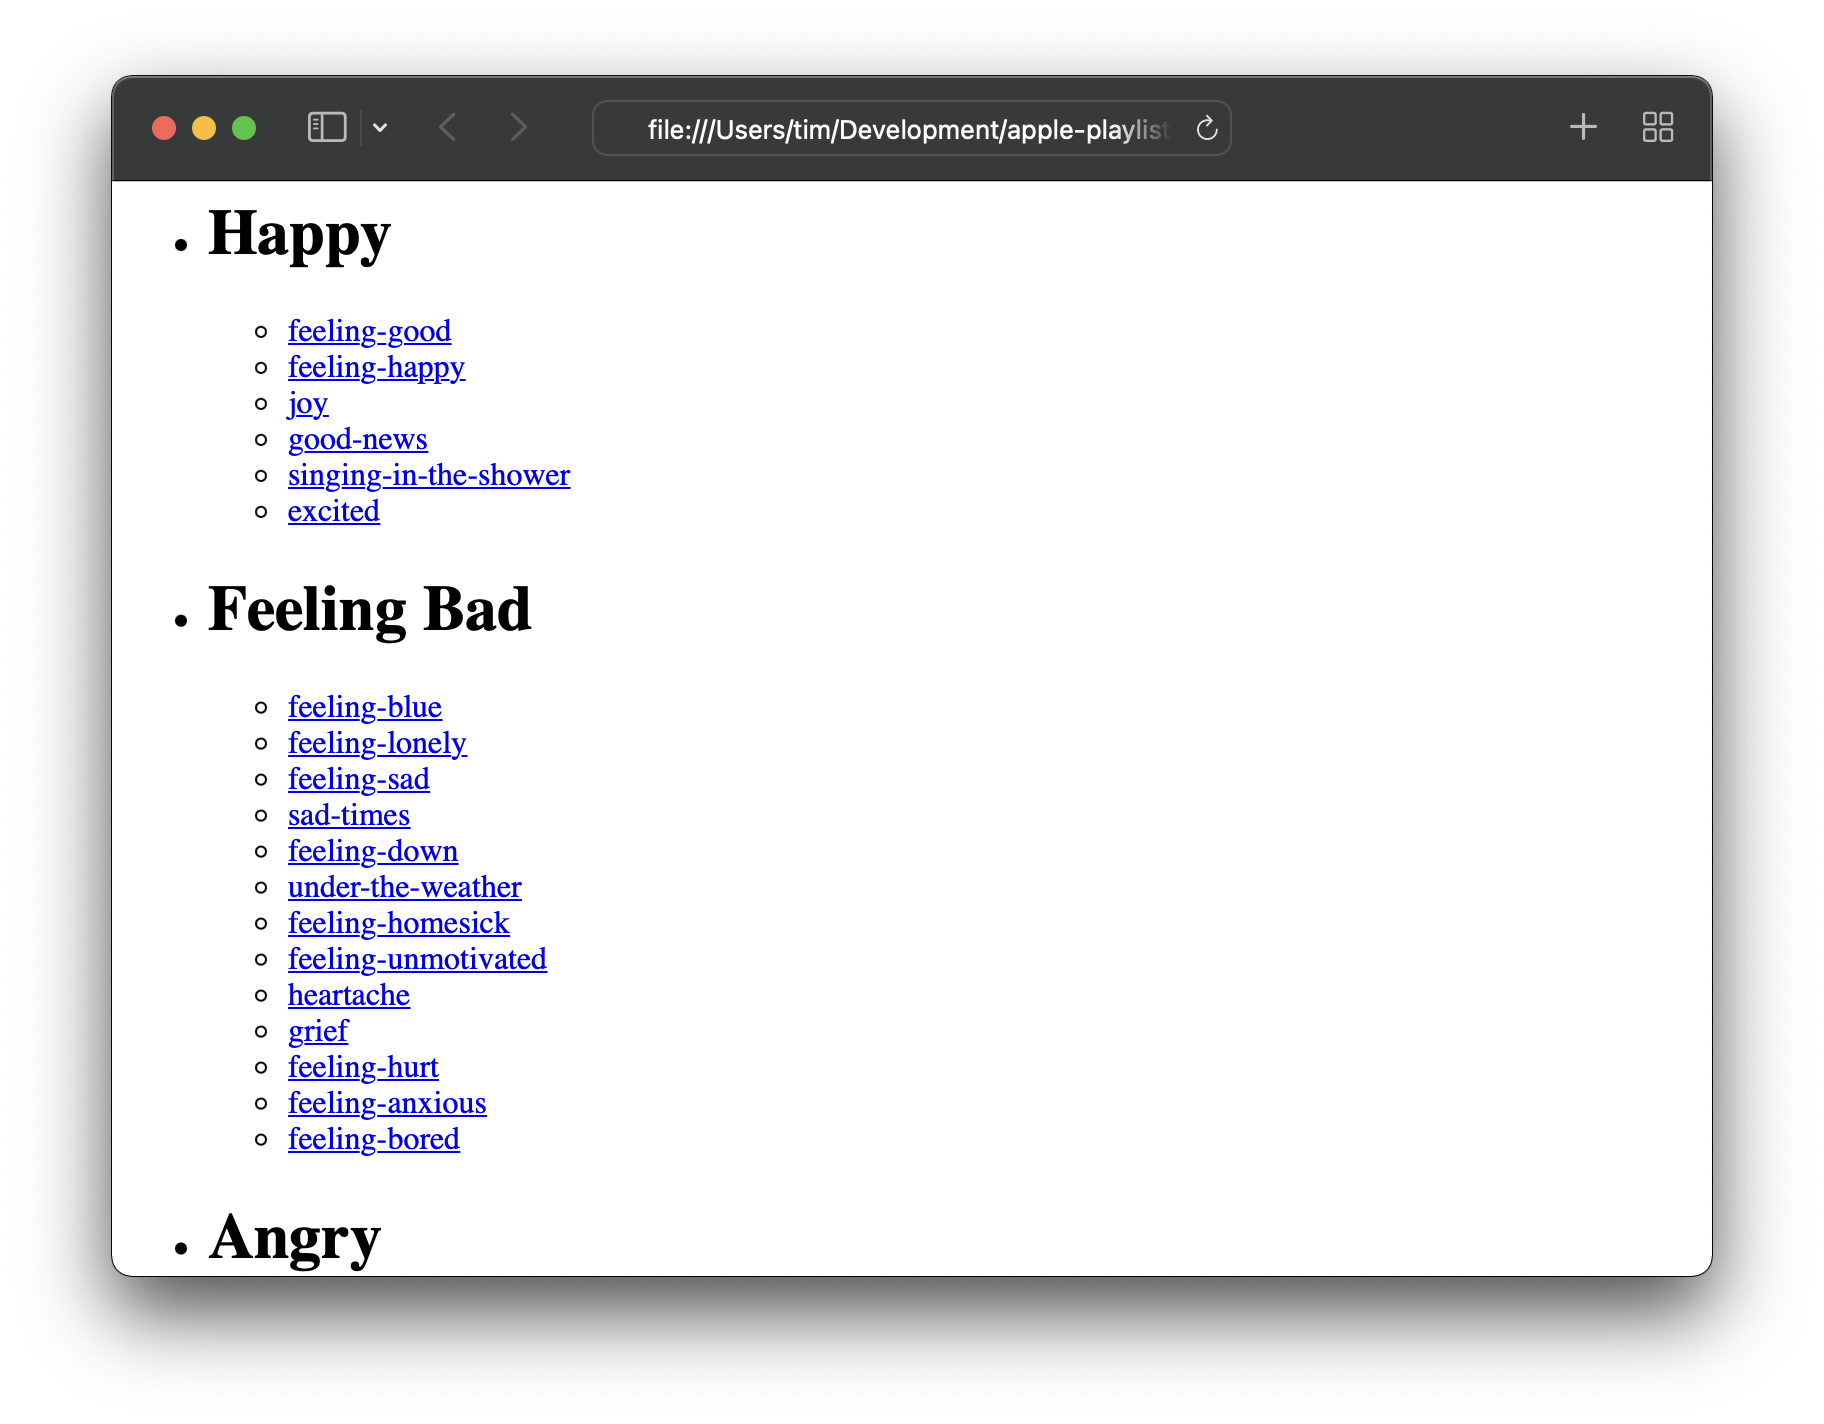 file:///Users/tim/Development/apple-playlist
Happy
feeling-good
feeling-happy
joy
good-news
singing-in-the-shower
excited
Feeling Bad
feeling-blue
feeling-lonely
feeling-sad
sad-times
feeling-down
under-the-weather
feeling-homesick
feeling-unmotivated
heartache
grief
feeling-hurt
feeling-anxious
feeling-bored
Angry